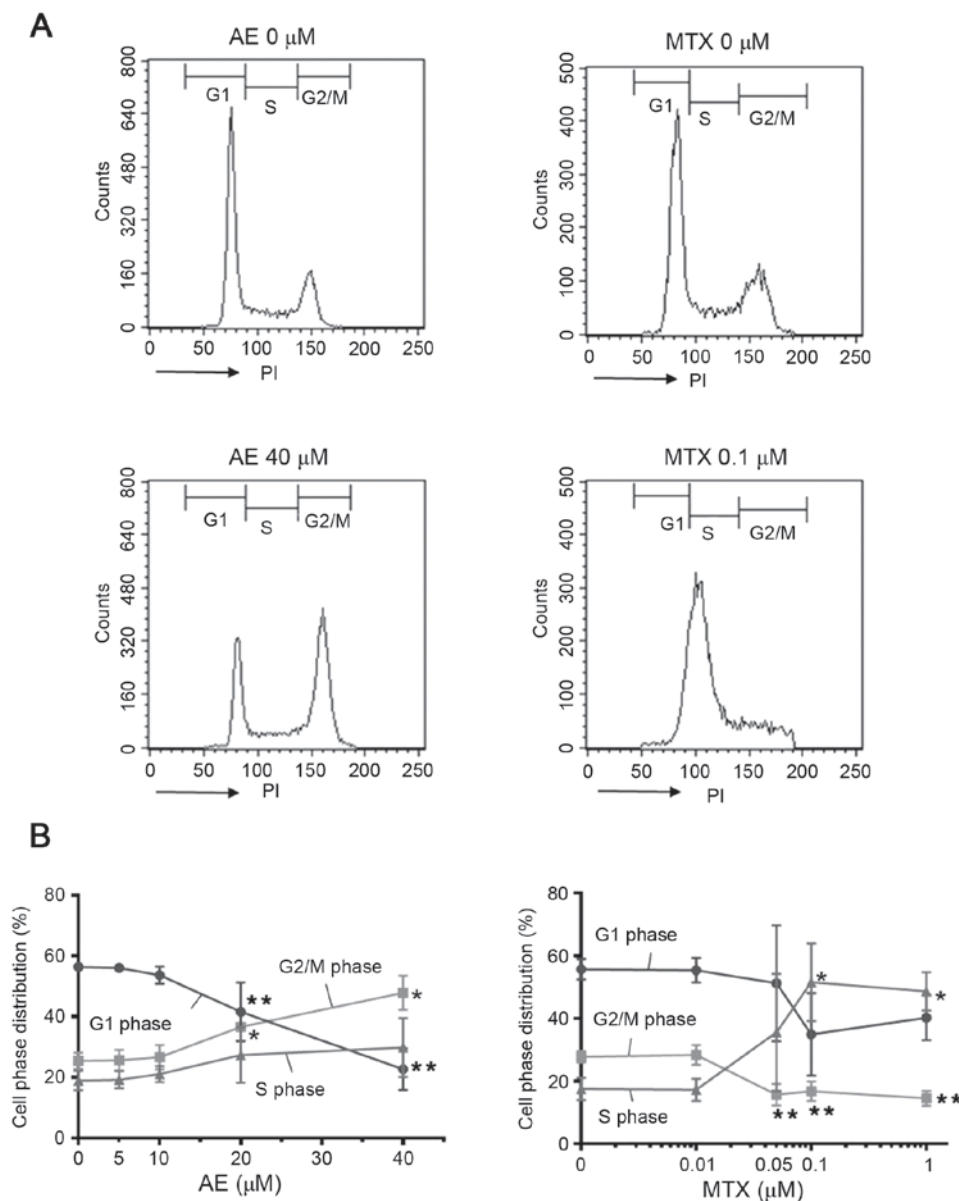 A
AE 0 μM
800
640
480
320
160
0
Counts
G1
S
G2/M
0 50 100 150 200 250
PI
MTX 0 μM
500
400
300
200
100
0
Counts
G1
S
G2/M
0 50 100 150 200 250
PI
AE 40 μM
800
640
480
320
160
0
Counts
G1
S
G2/M
0 50 100 150 200 250
PI
MTX 0.1 μM
500
400
300
200
100
0
Counts
G1
S
G2/M
0 50 100 150 200 250
PI
B
80
60
40
20
0
Cell phase distribution (%)
G2/M phase
G1 phase
S phase
**
*
*
**
0 5 10 20 30 40
AE (μM)
80
60
40
20
0
Cell phase distribution (%)
G1 phase
G2/M phase
S phase
*
*
** ** **
0 0.01 0.05 0.1 1
MTX (μM)